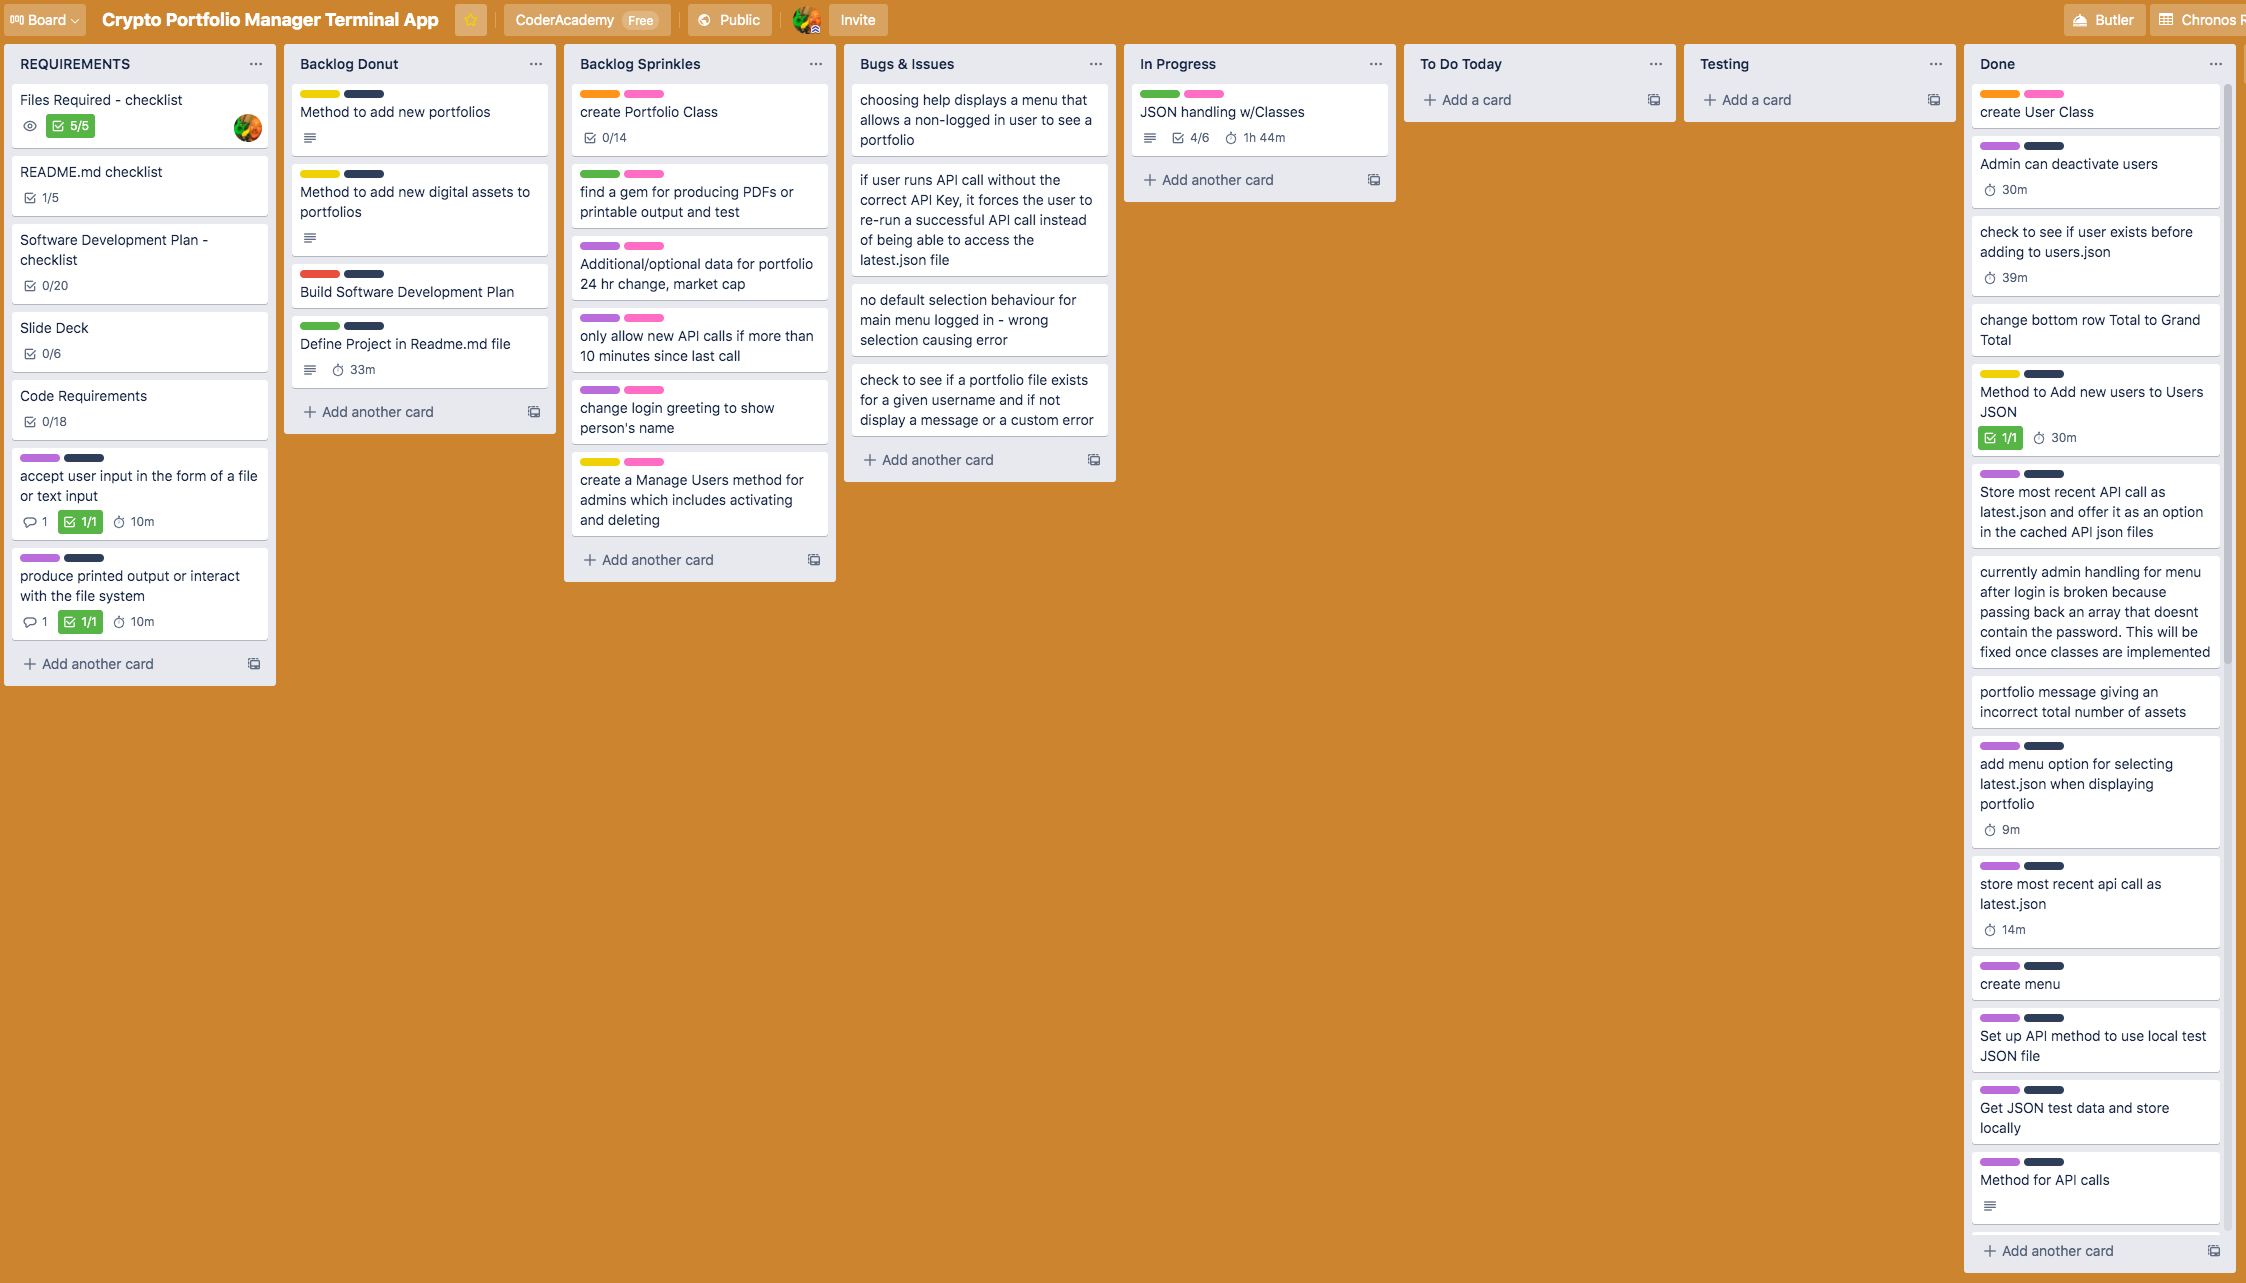 Board
Crypto Portfolio Manager Terminal App
CoderAcademy Free
Public
Invite
Butler
Chronos R
REQUIREMENTS
Files Required - checklist
5/5
README.md checklist
1/5
Software Development Plan -
checklist
0/20
Slide Deck
0/6
Code Requirements
0/18
accept user input in the form of a file
or text input
1 1/1 10m
produce printed output or interact
with the file system
1 1/1 10m
+ Add another card
Backlog Donut
Method to add new portfolios
Method to add new digital assets to
portfolios
Build Software Development Plan
Define Project in Readme.md file
33m
+ Add another card
Backlog Sprinkles
create Portfolio Class
0/14
find a gem for producing PDFs or
printable output and test
Additional/optional data for portfolio
24 hr change, market cap
only allow new API calls if more than
10 minutes since last call
change login greeting to show
person's name
create a Manage Users method for
admins which includes activating
and deleting
+ Add another card
Bugs & Issues
choosing help displays a menu that
allows a non-logged in user to see a
portfolio
if user runs API call without the
correct API Key, it forces the user to
re-run a successful API call instead
of being able to access the
latest.json file
no default selection behaviour for
main menu logged in - wrong
selection causing error
check to see if a portfolio file exists
for a given username and if not
display a message or a custom error
+ Add another card
In Progress
JSON handling w/Classes
4/6 1h 44m
+ Add another card
To Do Today
+ Add a card
Testing
+ Add a card
Done
create User Class
Admin can deactivate users
30m
check to see if user exists before
adding to users.json
39m
change bottom row Total to Grand
Total
Method to Add new users to Users
JSON
1/1 30m
Store most recent API call as
latest.json and offer it as an option
in the cached API json files
currently admin handling for menu
after login is broken because
passing back an array that doesnt
contain the password. This will be
fixed once classes are implemented
portfolio message giving an
incorrect total number of assets
add menu option for selecting
latest.json when displaying
portfolio
9m
store most recent api call as
latest.json
14m
create menu
Set up API method to use local test
JSON file
Get JSON test data and store
locally
Method for API calls
+ Add another card